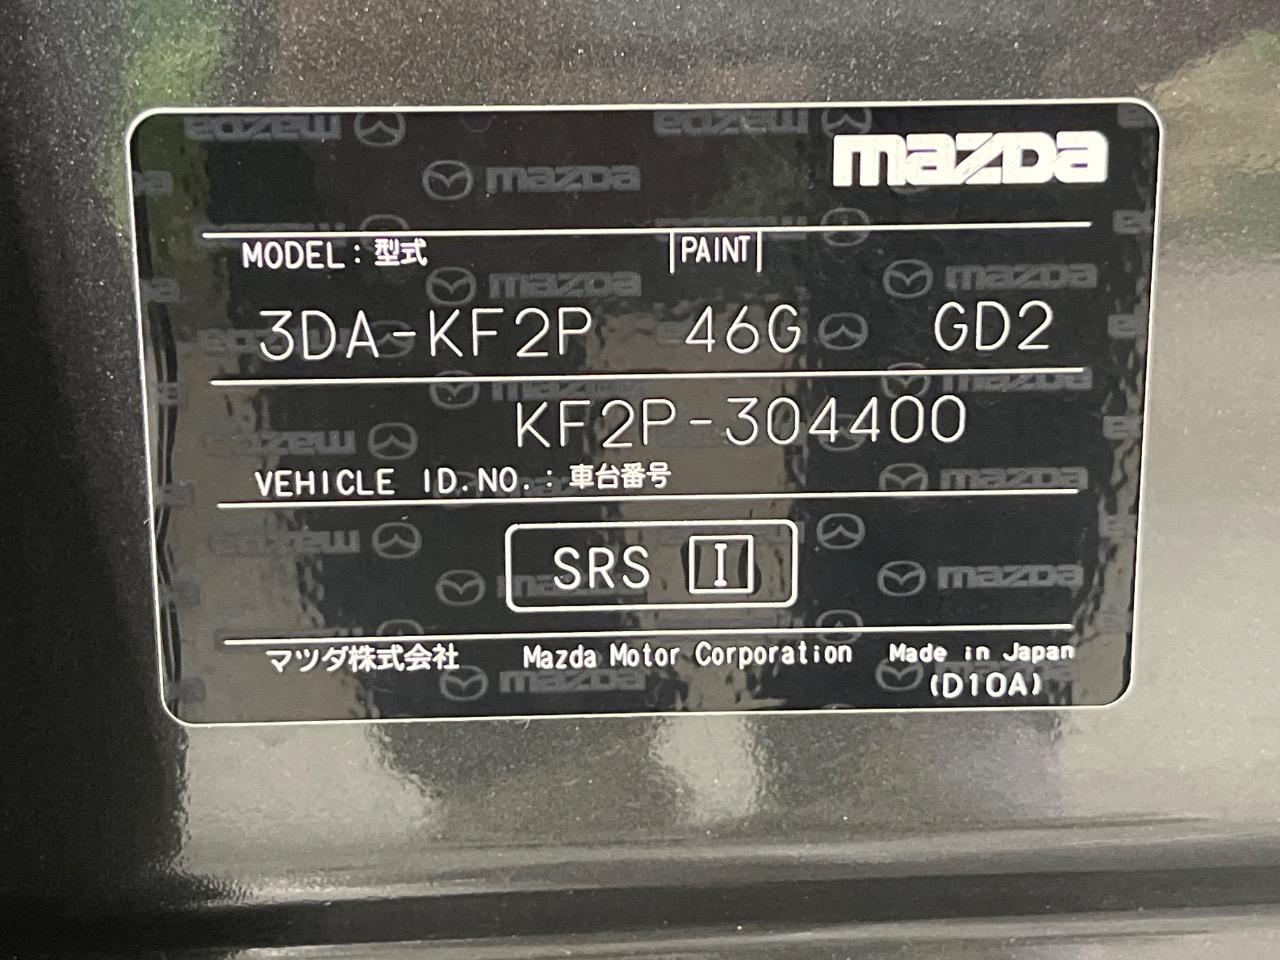 mazda
MODEL : 型式 PAINT
3DA-KF2P 46G GD2
KF2P-304400
VEHICLE ID.NO. : 車台番号
SRS I
マツダ株式会社 Mazda Motor Corporation Made in Japan
(D10A)